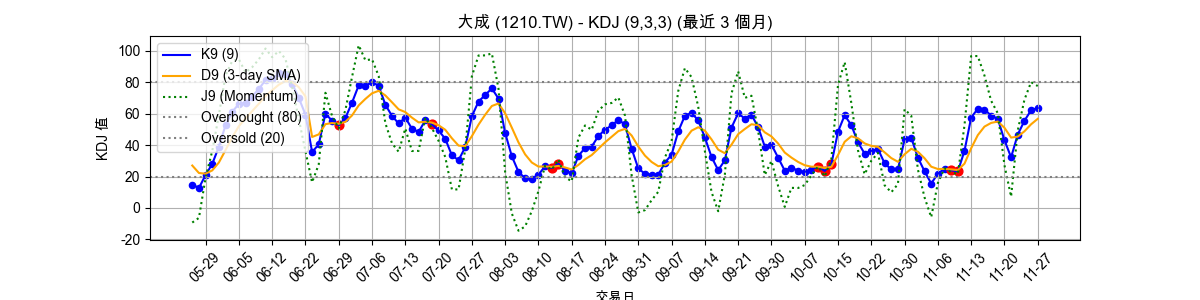 大成 (1210.TW) - KDJ (9,3,3) (最近 3 個月)
KDJ 值
100
80
60
40
20
0
-20
K9 (9)
D9 (3-day SMA)
J9 (Momentum)
Overbought (80)
Oversold (20)
05-29 06-05 06-12 06-22 06-29 07-06 07-13 07-20 07-27 08-03 08-10 08-17 08-24 08-31 09-07 09-14 09-21 09-30 10-07 10-15 10-22 10-30 11-06 11-13 11-20 11-27
交易日